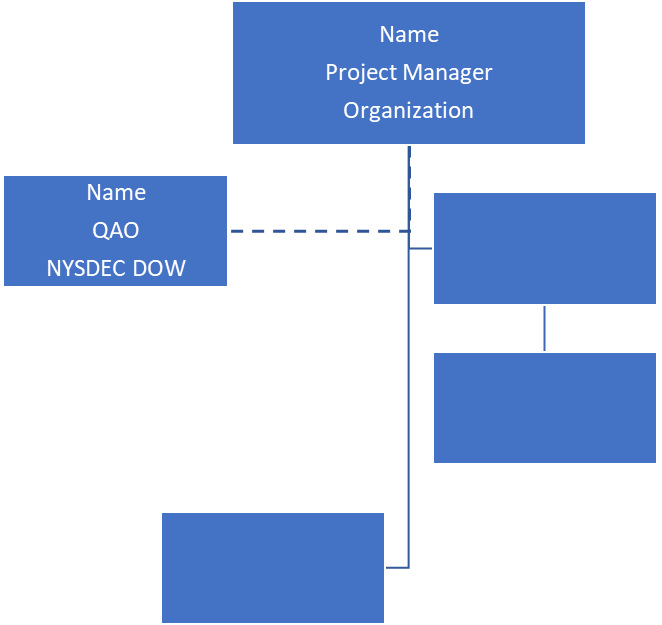 Name
Project Manager
Organization
Name
QAO
NYSDEC DOW